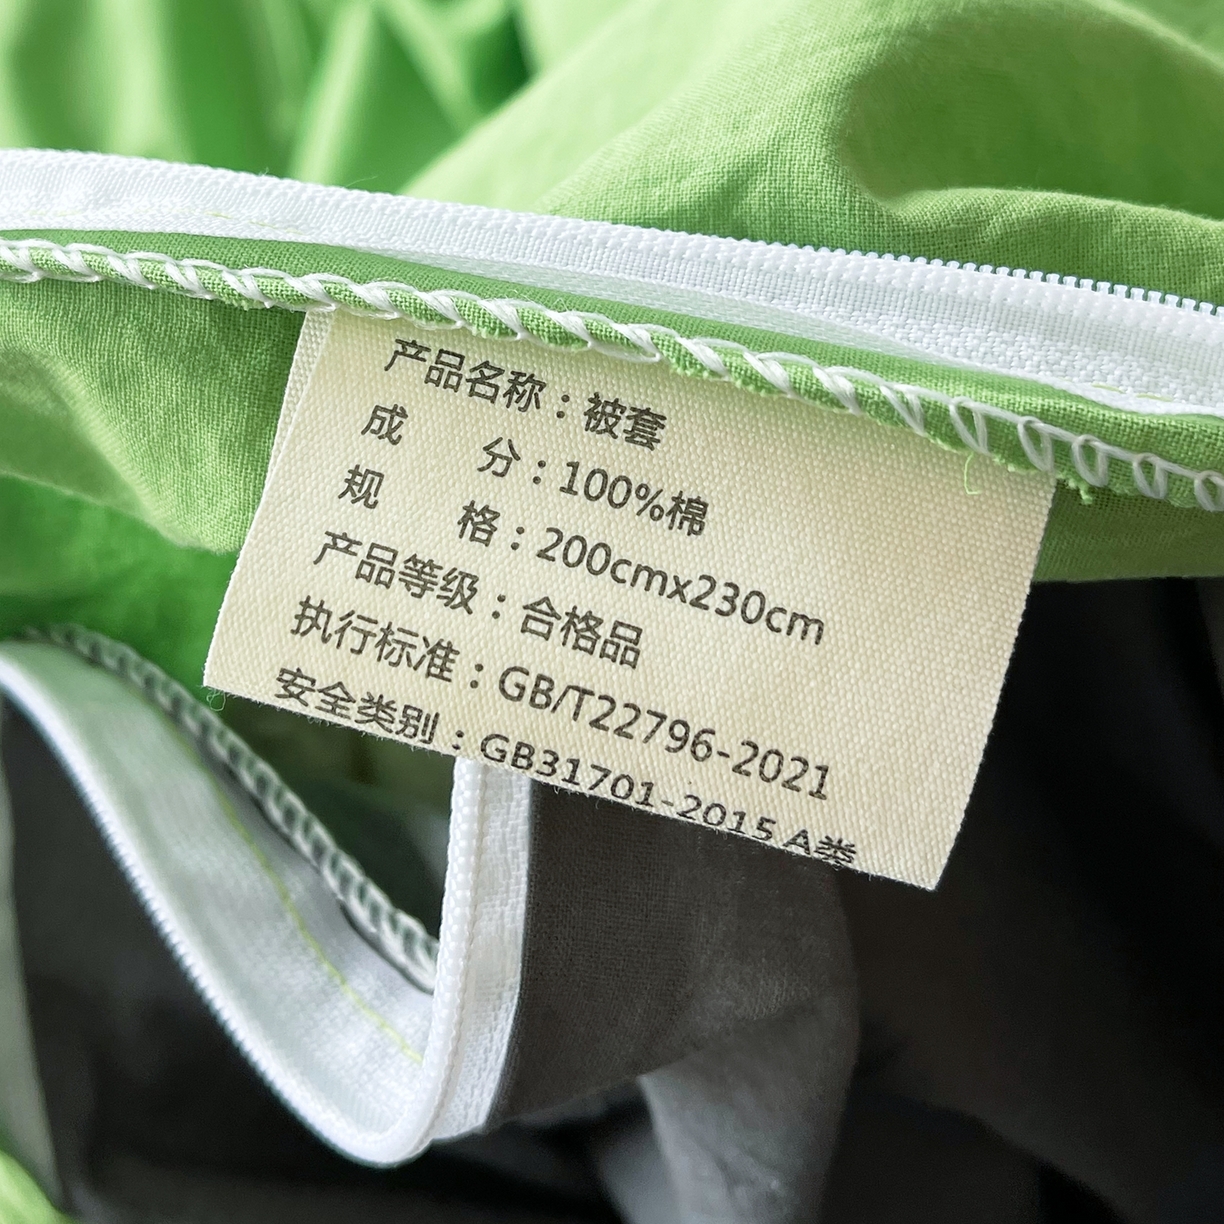 产品名称：被套
成 分：100%棉
规 格：200cmx230cm
产品等级：合格品
执行标准：GB/T22796-2021
安全类别：GB31701-2015 A类